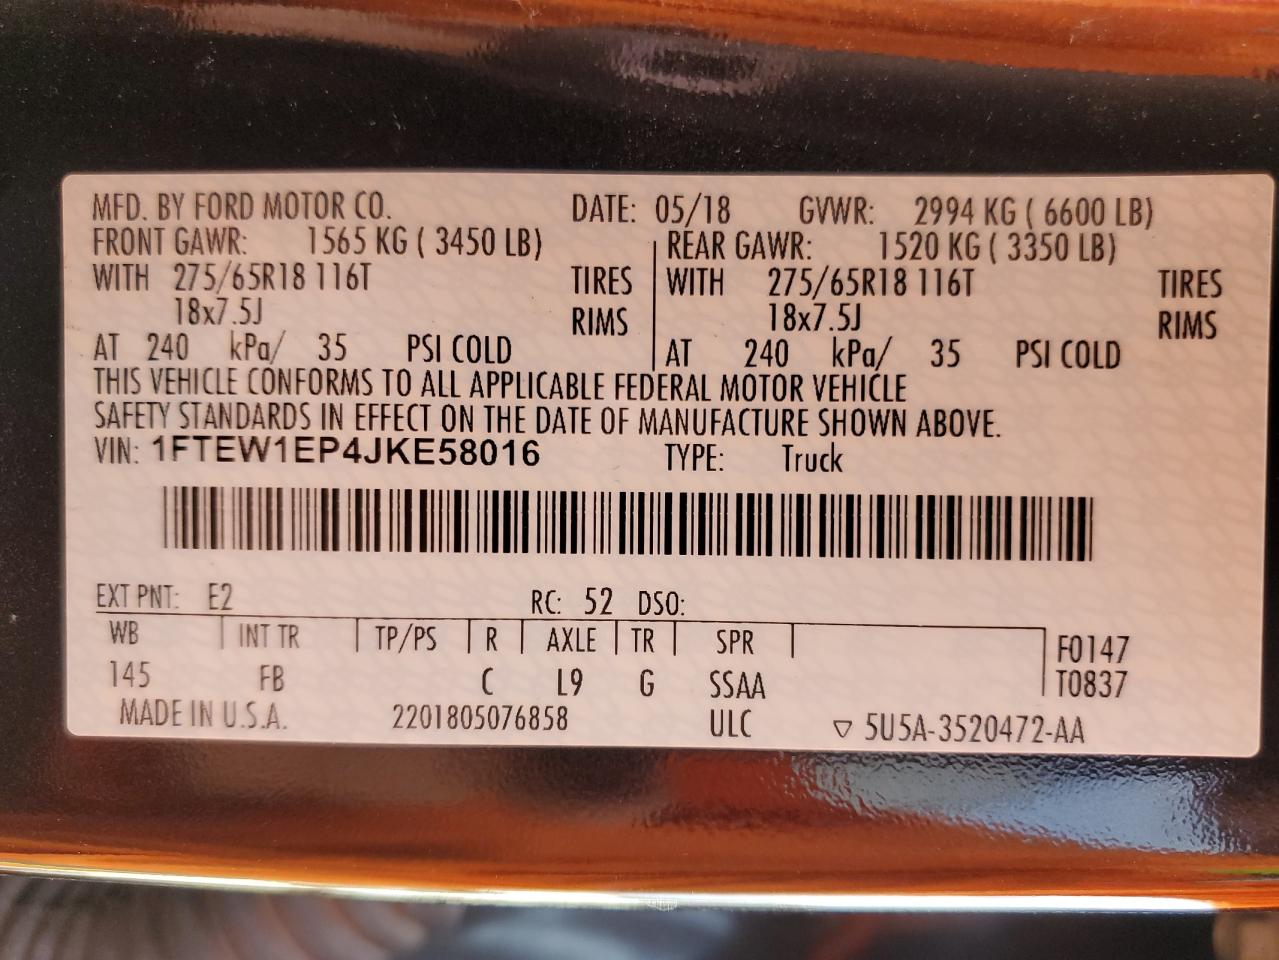 MFD. BY FORD MOTOR CO. DATE: 05/18 GVWR: 2994 KG ( 6600 LB)
FRONT GAWR: 1565 KG ( 3450 LB) REAR GAWR: 1520 KG ( 3350 LB)
WITH 275/65R18 116T TIRES WITH 275/65R18 116T TIRES
18x7.5J RIMS 18x7.5J RIMS
AT 240 kPa/ 35 PSI COLD AT 240 kPa/ 35 PSI COLD
THIS VEHICLE CONFORMS TO ALL APPLICABLE FEDERAL MOTOR VEHICLE
SAFETY STANDARDS IN EFFECT ON THE DATE OF MANUFACTURE SHOWN ABOVE.
VIN: 1FTEW1EP4JKE58016 TYPE: Truck
EXT PNT: E2 RC: 52 DSO:
WB INT TR TP/PS R AXLE TR SPR F0147
145 FB C L9 G SSAA T0837
MADE IN U.S.A. 2201805076858 ULC ▽ 5U5A-3520472-AA